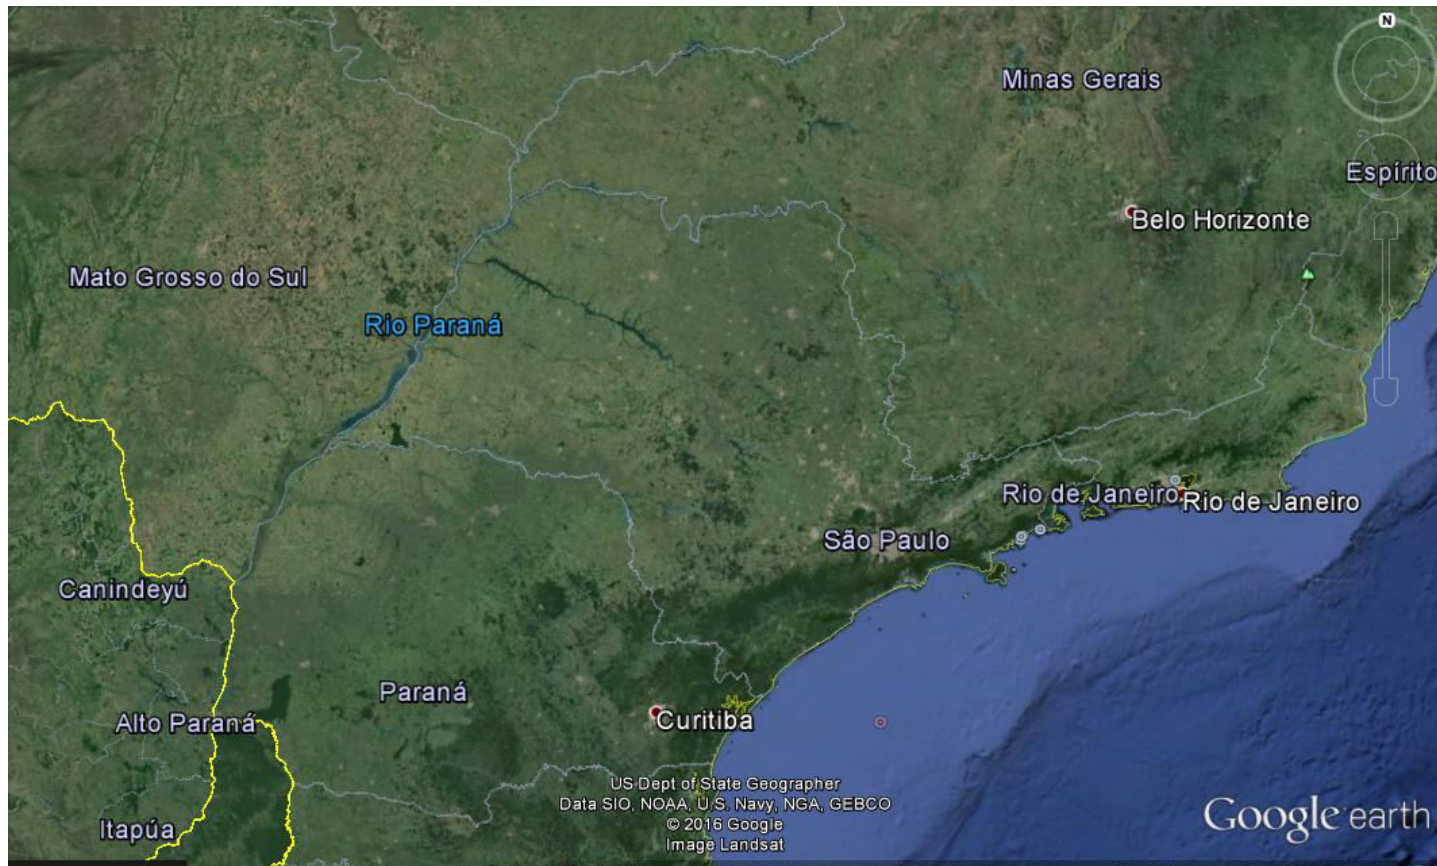 N
Minas Gerais
Espírito
Belo Horizonte
Mato Grosso do Sul
Rio Paraná
Rio de Janeiro
Rio de Janeiro
São Paulo
Canindeyú
Paraná
Alto Paraná
Curitiba
US Dept of State Geographer
Data SIO, NOAA, U.S. Navy, NGA, GEBCO
© 2016 Google
Image Landsat
Itapúa
Google earth